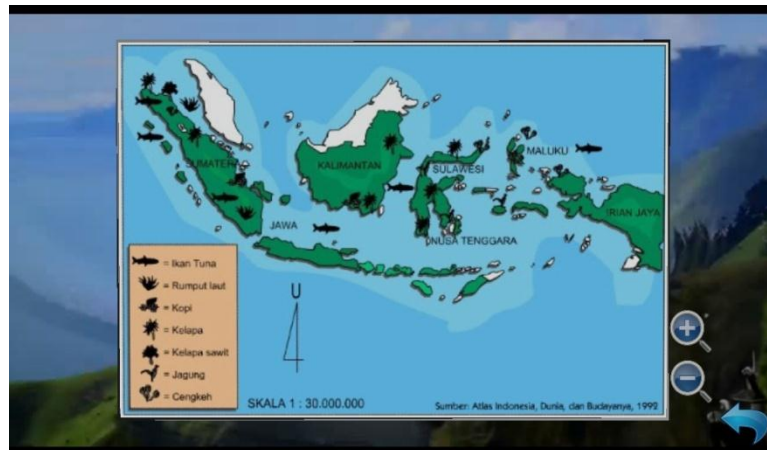 SUMATERA
KALIMANTAN
SULAWESI
MALUKU
IRIAN JAYA
JAWA
NUSA TENGGARA
= Ikan Tuna
= Rumput laut
= Kopi
= Kelapa
= Kelapa sawit
= Jagung
= Cengkeh
U
SKALA 1 : 30.000.000
Sumber: Atlas Indonesia, Dunia, dan Budayanya, 1992